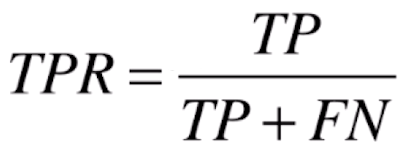 TPR = TP / (TP + FN)